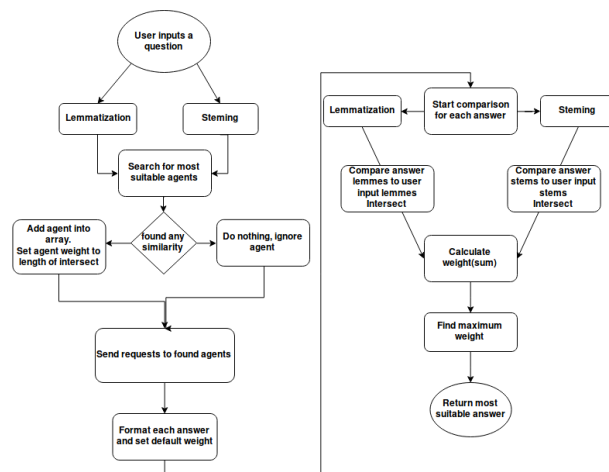 User inputs a
question
Lemmatization
Steming
Search for most
suitable agents
found any
similarity
Add agent into
array.
Set agent weight to
length of intersect
Do nothing, ignore
agent
Send requests to found agents
Format each answer
and set default weight
Start comparison
for each answer
Lemmatization
Steming
Compare answer
lemmes to user
input lemmes
Intersect
Compare answer
stems to user input
stems
Intersect
Calculate
weight(sum)
Find maximum
weight
Return most
suitable answer